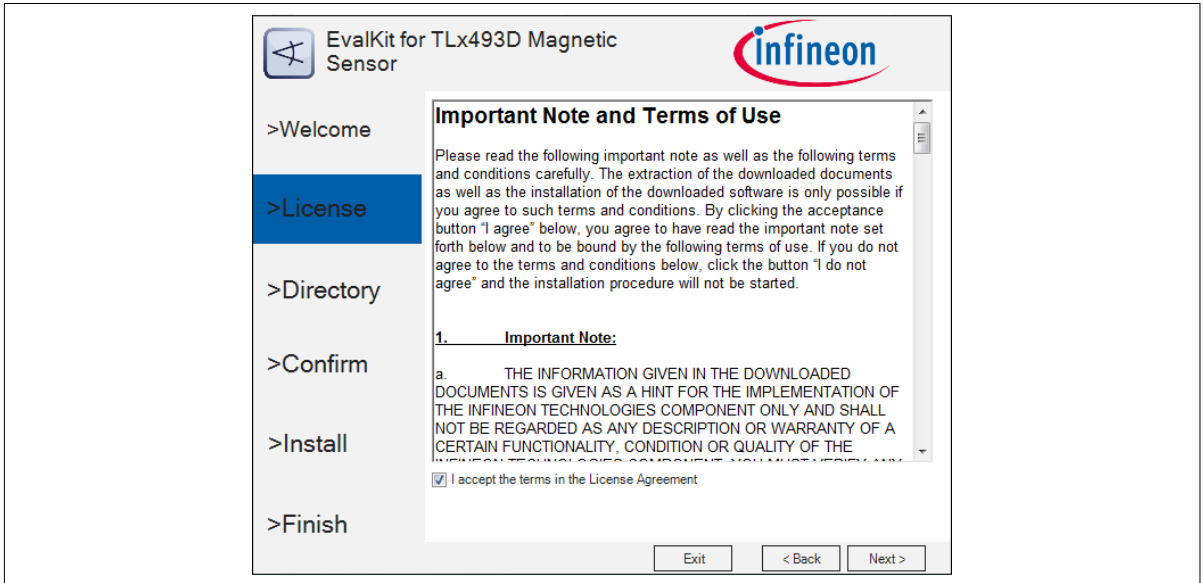 EvalKit for TLx493D Magnetic
Sensor
infineon
>Welcome
>License
>Directory
>Confirm
>Install
>Finish
Important Note and Terms of Use
Please read the following important note as well as the following terms
and conditions carefully. The extraction of the downloaded documents
as well as the installation of the downloaded software is only possible if
you agree to such terms and conditions. By clicking the acceptance
button “I agree” below, you agree to have read the important note set
forth below and to be bound by the following terms of use. If you do not
agree to the terms and conditions below, click the button “I do not
agree” and the installation procedure will not be started.
1. Important Note:
a. THE INFORMATION GIVEN IN THE DOWNLOADED
DOCUMENTS IS GIVEN AS A HINT FOR THE IMPLEMENTATION OF
THE INFINEON TECHNOLOGIES COMPONENT ONLY AND SHALL
NOT BE REGARDED AS ANY DESCRIPTION OR WARRANTY OF A
CERTAIN FUNCTIONALITY, CONDITION OR QUALITY OF THE
INFINEON TECHNOLOGIES COMPONENT. YOU MUST VERIFY ANY
I accept the terms in the License Agreement
Exit
< Back
Next >